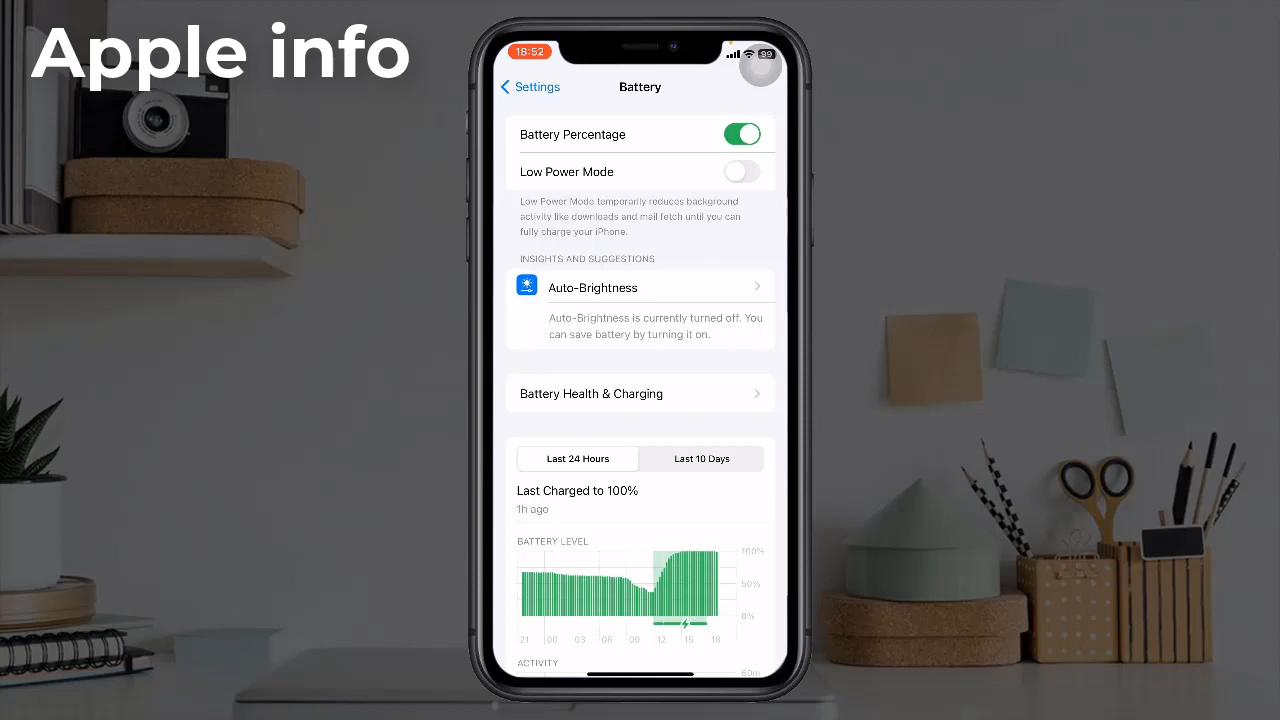 Apple info
18:52
99
Settings
Battery
Battery Percentage
Low Power Mode
Low Power Mode temporarily reduces background
activity like downloads and mail fetch until you can
fully charge your iPhone.
INSIGHTS AND SUGGESTIONS
Auto-Brightness
Auto-Brightness is currently turned off. You
can save battery by turning it on.
Battery Health & Charging
Last 24 Hours
Last 10 Days
Last Charged to 100%
1h ago
BATTERY LEVEL
100%
50%
0%
21 00 03 06 09 12 15 18
ACTIVITY
60m